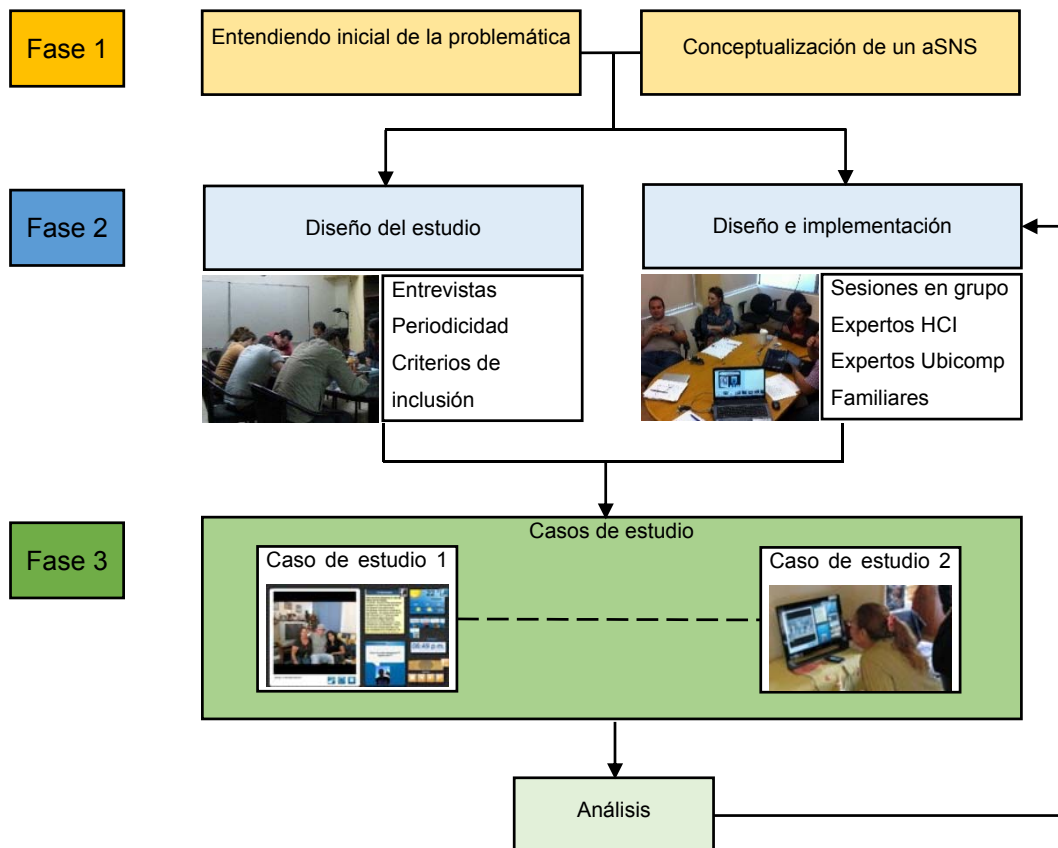 Fase 1
Entendiendo inicial de la problemática
Conceptualización de un aSNS
Fase 2
Diseño del estudio
Diseño e implementación
Entrevistas
Periodicidad
Criterios de
inclusión
Sesiones en grupo
Expertos HCI
Expertos Ubicomp
Familiares
Fase 3
Casos de estudio
Caso de estudio 1
06:49 p.m.
Caso de estudio 2
Análisis